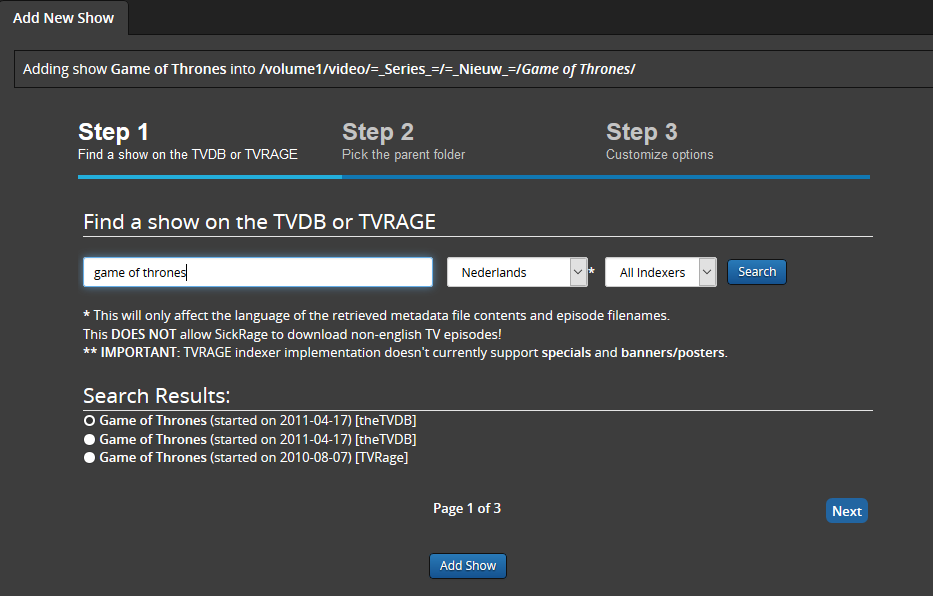 Add New Show
Adding show Game of Thrones into /volume1/video/=_Series_=/=_Nieuw_=/Game of Thrones/
Step 1
Find a show on the TVDB or TVRAGE
Step 2
Pick the parent folder
Step 3
Customize options
Find a show on the TVDB or TVRAGE
game of thrones Nederlands * All Indexers Search
* This will only affect the language of the retrieved metadata file contents and episode filenames.
This DOES NOT allow SickRage to download non-english TV episodes!
** IMPORTANT: TVRAGE indexer implementation doesn't currently support specials and banners/posters.
Search Results:
Game of Thrones (started on 2011-04-17) [theTVDB]
Game of Thrones (started on 2011-04-17) [theTVDB]
Game of Thrones (started on 2010-08-07) [TVRage]
Page 1 of 3
Next
Add Show